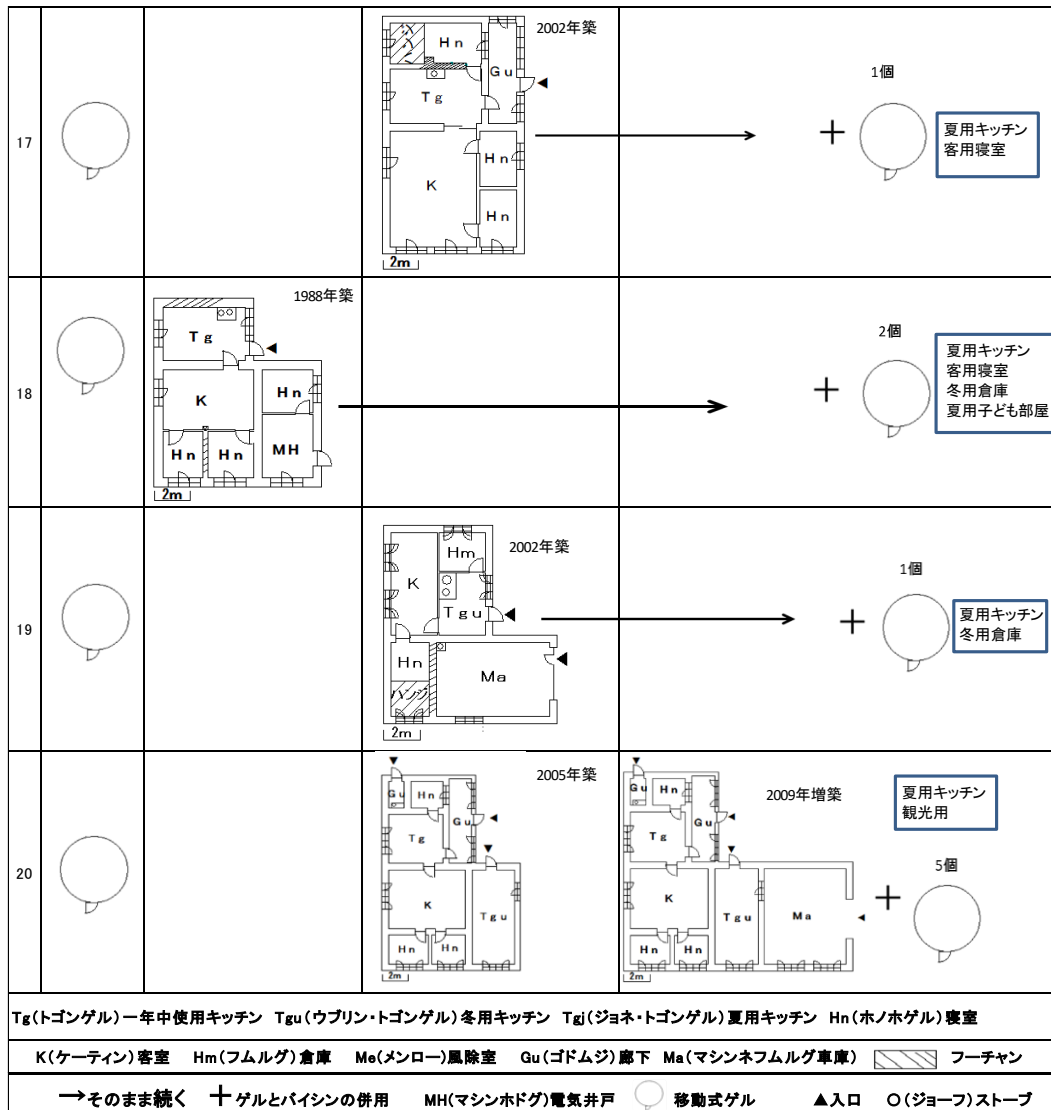 17
2002年築
Hn
Gu
Tg
K
Hn
Hn
2m
1個
+
夏用キッチン
客用寝室
18
1988年築
Tg
K
Hn
Hn
Hn
MH
2m
2個
+
夏用キッチン
客用寝室
冬用倉庫
夏用子ども部屋
19
2002年築
Hm
K
Tgu
Hn
ハンジ
Ma
2m
1個
+
夏用キッチン
冬用倉庫
20
2005年築
Gu
Hn
Gu
Tg
K
Tgu
Hn
Hn
2m
2009年増築
Gu
Hn
Gu
Tg
K
Tgu
Ma
Hn
Hn
2m
夏用キッチン
観光用
5個
+
Tg(トゴンゲル)一年中使用キッチン Tgu(ウブリン・トゴンゲル)冬用キッチン Tgj(ジョネ・トゴンゲル)夏用キッチン Hn(ホノホゲル)寝室
K(ケーティン)客室 Hm(フムルグ)倉庫 Me(メンロー)風除室 Gu(ゴドムジ)廊下 Ma(マシンネフムルグ車庫) フーチャン
→そのまま続く +ゲルとバイシンの併用 MH(マシンホドグ)電気井戸 移動式ゲル ▲入口 ○(ジョーフ)ストーブ